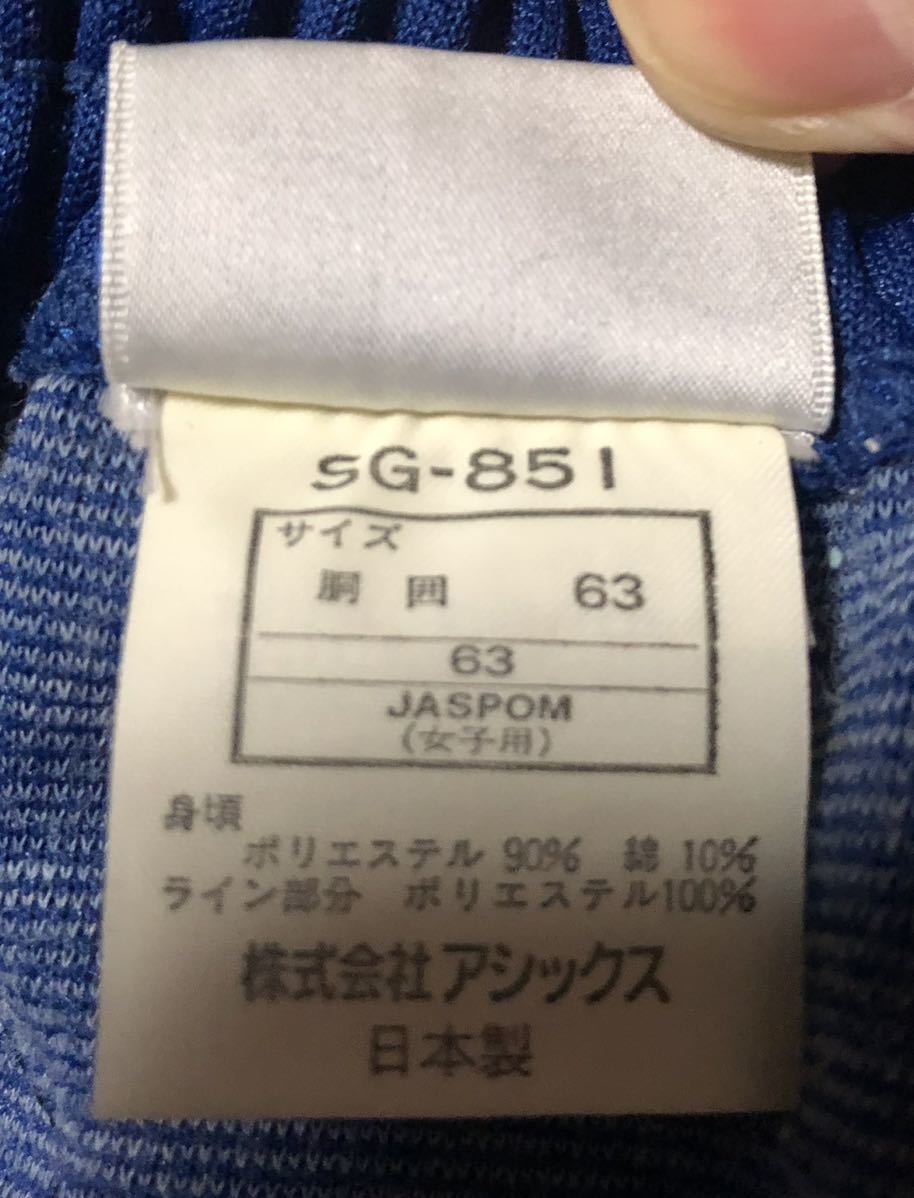 SG-851
サイズ
胴囲 63
63
JASPOM
(女子用)
身頃
ポリエステル 90% 綿 10%
ライン部分 ポリエステル100%
株式会社アシックス
日本製